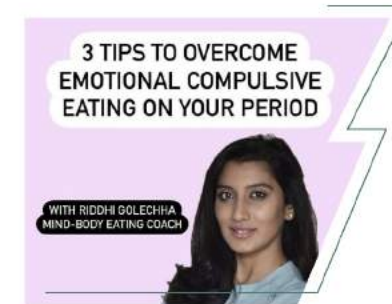 3 TIPS TO OVERCOME
EMOTIONAL COMPULSIVE
EATING ON YOUR PERIOD
WITH RIDDHI GOLECHHA
MIND-BODY EATING COACH